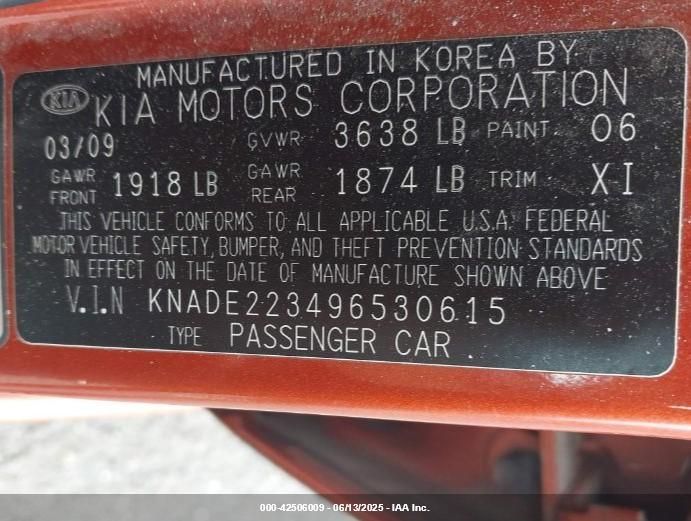 MANUFACTURED IN KOREA BY
KIA KIA MOTORS CORPORATION
03/09 GVWR 3638 LB PAINT. 06
GAWR FRONT 1918 LB GAWR REAR 1874 LB TRIM XI
THIS VEHICLE CONFORMS TO ALL APPLICABLE U.S.A. FEDERAL
MOTOR VEHICLE SAFETY, BUMPER, AND THEFT PREVENTION STANDARDS
IN EFFECT ON THE DATE OF MANUFACTURE SHOWN ABOVE
V.I.N KNADE223496530615
TYPE PASSENGER CAR
000-42506009 - 06/13/2025 - IAA Inc.